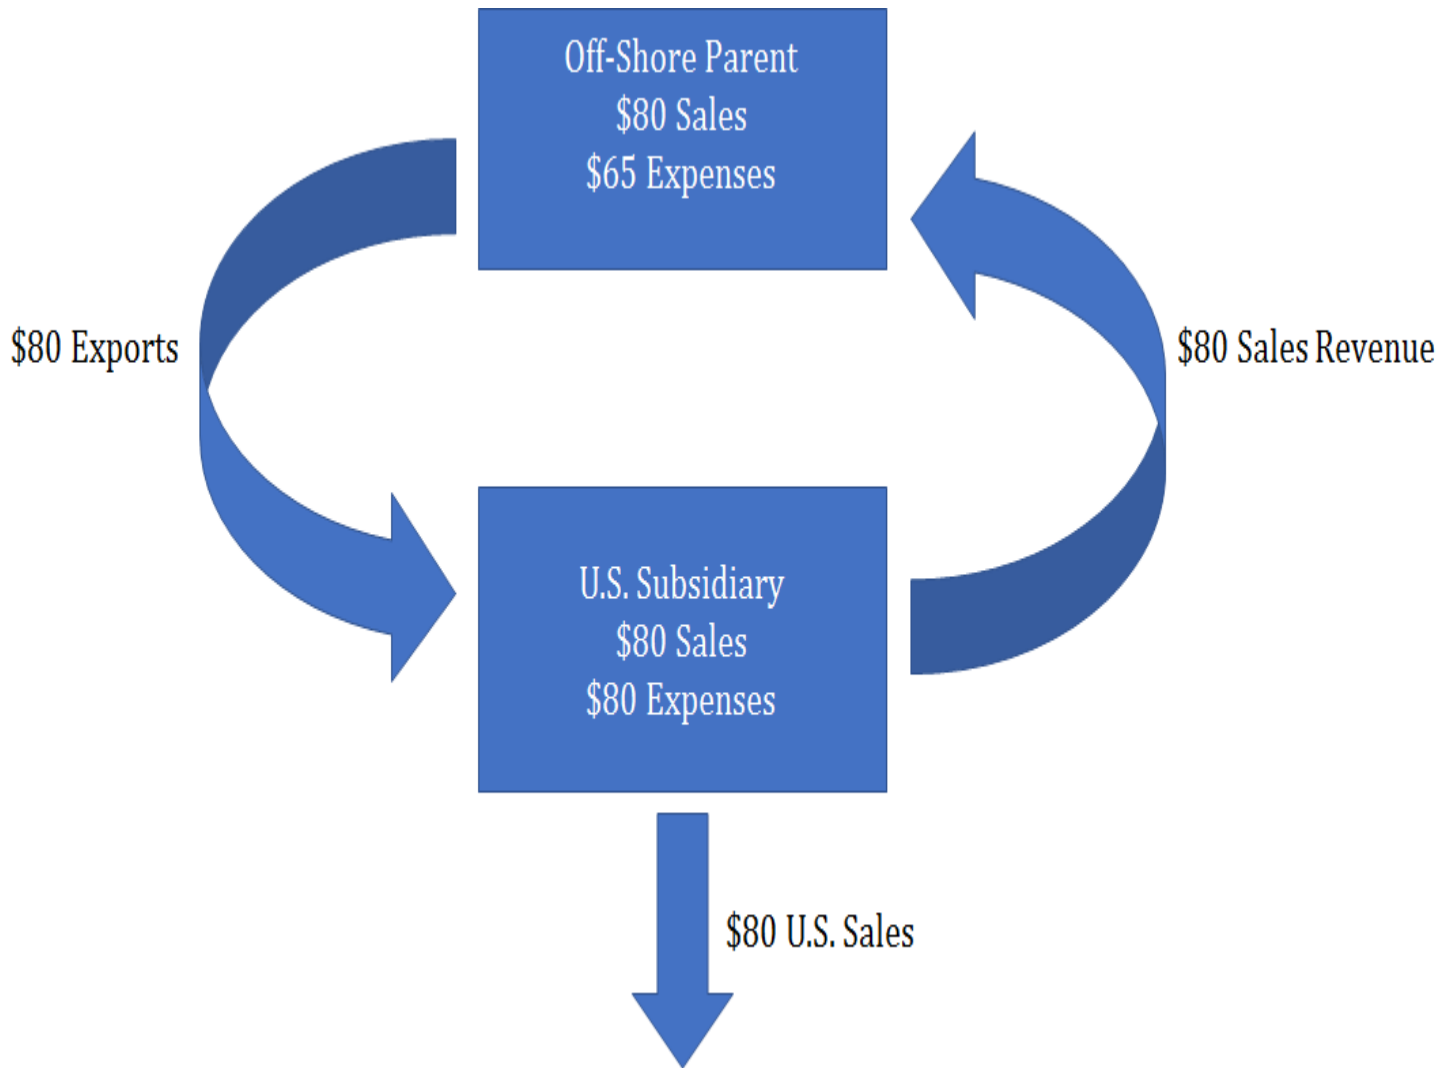 Off-Shore Parent
$80 Sales
$65 Expenses
$80 Exports
$80 Sales Revenue
U.S. Subsidiary
$80 Sales
$80 Expenses
$80 U.S. Sales